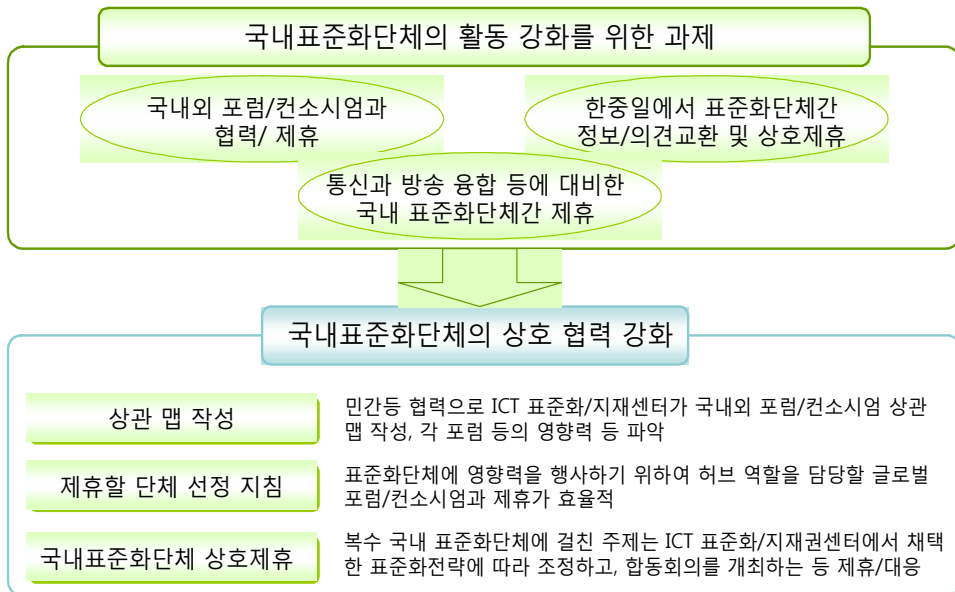 국내표준화단체의 활동 강화를 위한 과제
국내외 포럼/컨소시엄과
협력/ 제휴
한중일에서 표준화단체간
정보/의견교환 및 상호제휴
통신과 방송 융합 등에 대비한
국내 표준화단체간 제휴
국내표준화단체의 상호 협력 강화
상관 맵 작성
민간등 협력으로 ICT 표준화/지재센터가 국내외 포럼/컨소시엄 상관
맵 작성, 각 포럼 등의 영향력 등 파악
제휴할 단체 선정 지침
표준화단체에 영향력을 행사하기 위하여 허브 역할을 담당할 글로벌
포럼/컨소시엄과 제휴가 효율적
국내표준화단체 상호제휴
복수 국내 표준화단체에 걸친 주제는 ICT 표준화/지재권센터에서 채택
한 표준화전략에 따라 조정하고, 합동회의를 개최하는 등 제휴/대응